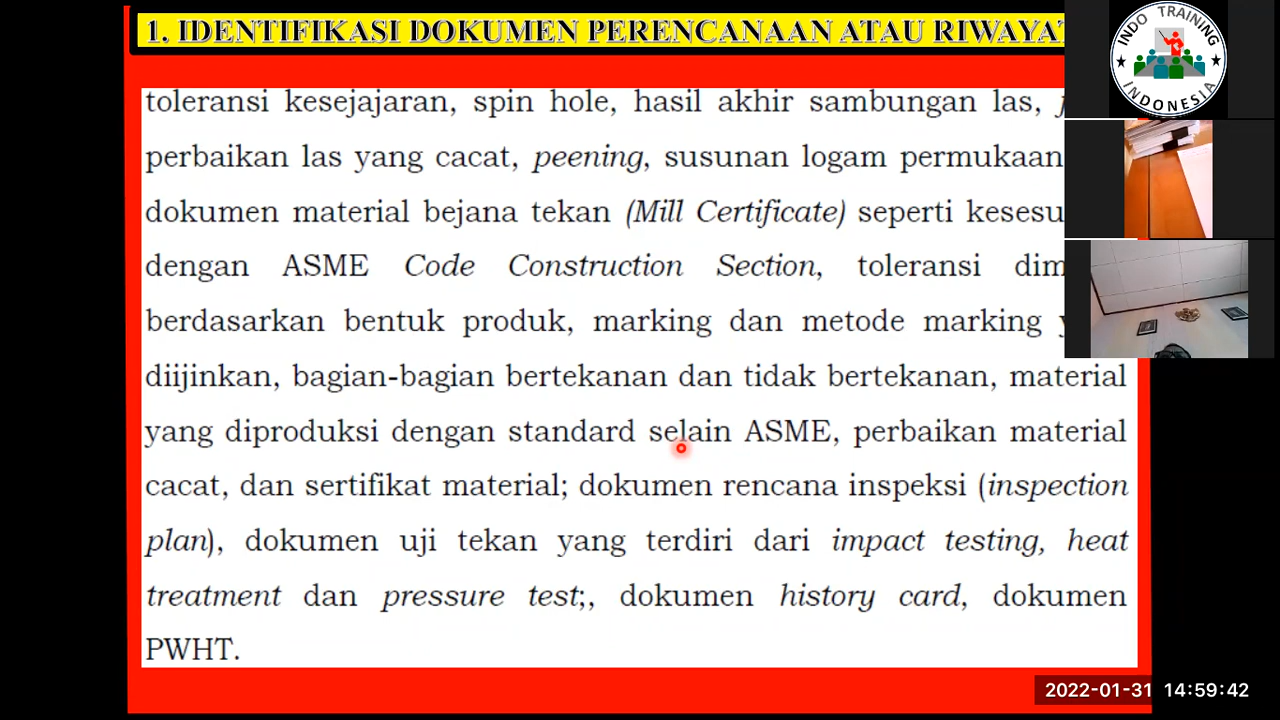 1. IDENTIFIKASI DOKUMEN PERENCANAAN ATAU RIWAYAT
toleransi kesejajaran, spin hole, hasil akhir sambungan las,
perbaikan las yang cacat, peening, susunan logam permukaan
dokumen material bejana tekan (Mill Certificate) seperti
dengan ASME Code Construction Section, toleransi
berdasarkan bentuk produk, marking dan metode marking
diijinkan, bagian-bagian bertekanan dan tidak bertekanan, material
yang diproduksi dengan standard selain ASME, perbaikan material
cacat, dan sertifikat material; dokumen rencana inspeksi (inspection
plan), dokumen uji tekan yang terdiri dari impact testing, heat
treatment dan pressure test;, dokumen history card, dokumen
PWHT.
INDO TRAINING
INDONESIA
2022-01-31 14:59:42